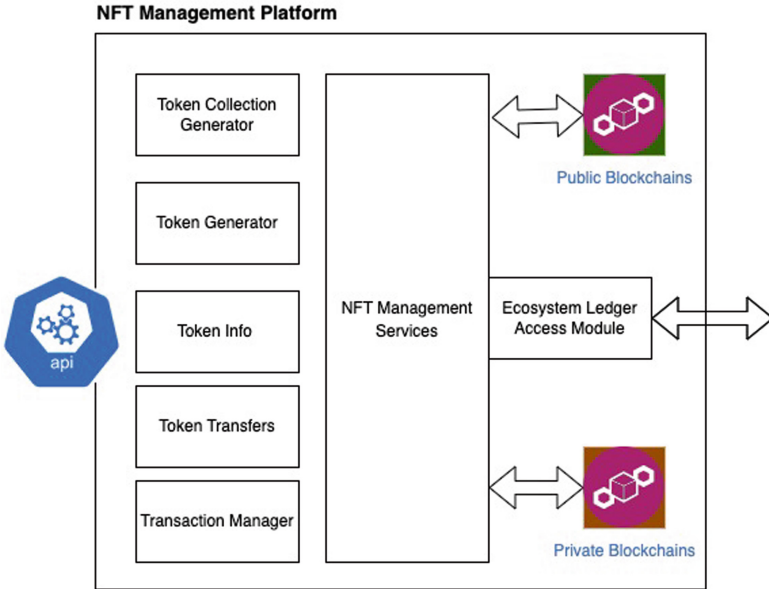 NFT Management Platform
Token Collection
Generator
Token Generator
Token Info
Token Transfers
Transaction Manager
api
NFT Management
Services
Public Blockchains
Ecosystem Ledger
Access Module
Private Blockchains